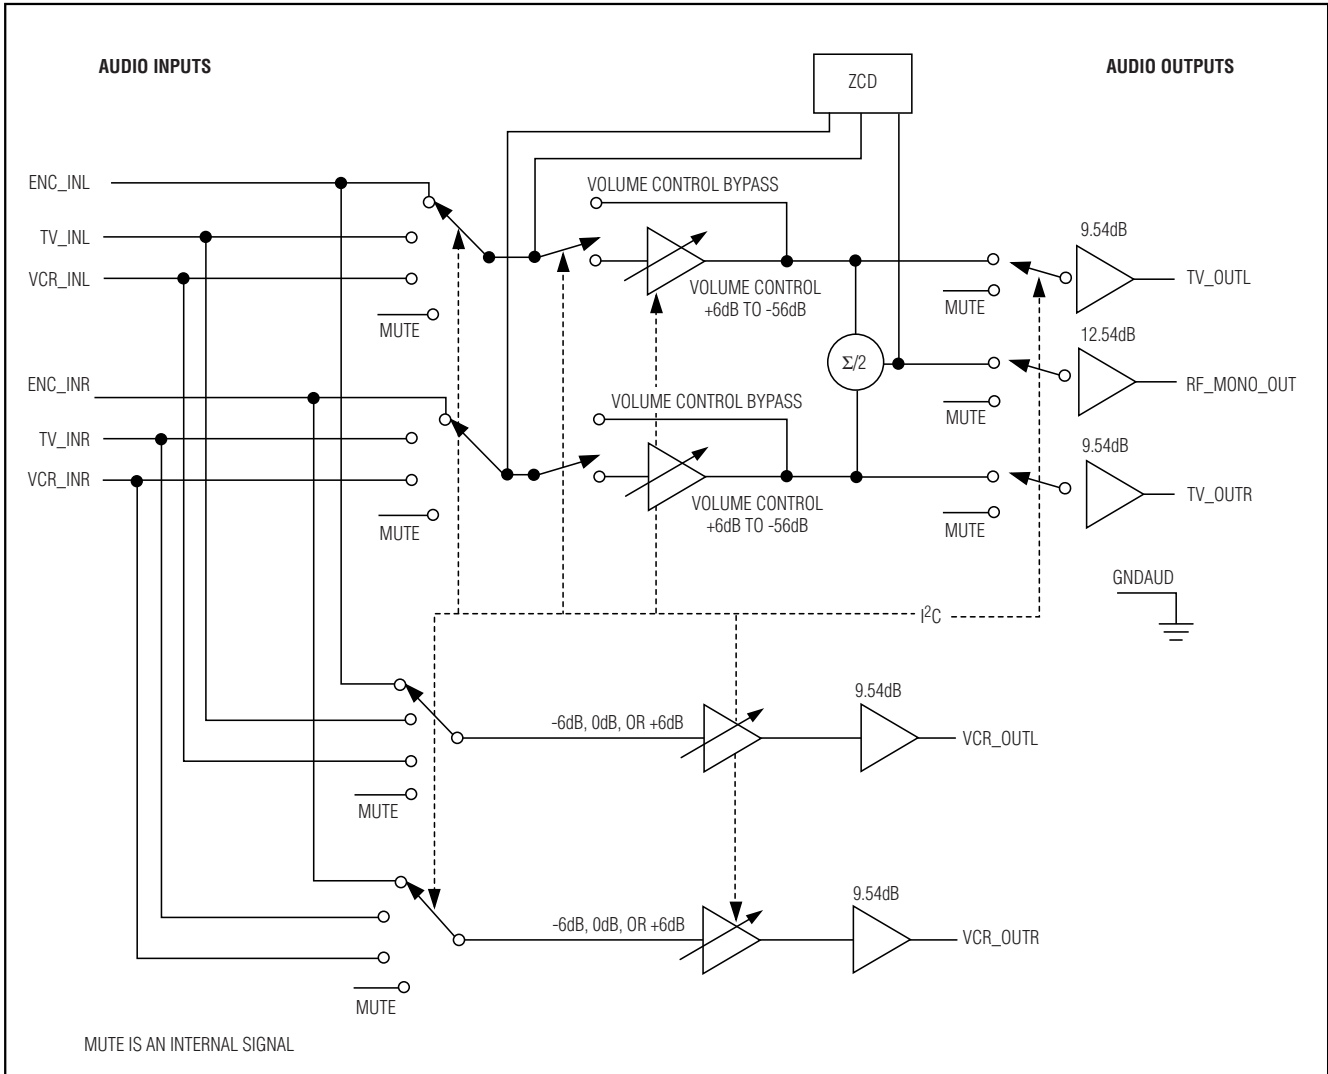 AUDIO INPUTS
AUDIO OUTPUTS
ZCD
ENC_INL
VOLUME CONTROL BYPASS
TV_INL
9.54dB
VCR_INL
VOLUME CONTROL
+6dB TO -56dB
TV_OUTL
MUTE
MUTE
12.54dB
Σ/2
ENC_INR
RF_MONO_OUT
VOLUME CONTROL BYPASS
MUTE
TV_INR
9.54dB
VCR_INR
VOLUME CONTROL
+6dB TO -56dB
TV_OUTR
MUTE
MUTE
GNDAUD
I²C
9.54dB
-6dB, 0dB, OR +6dB
VCR_OUTL
MUTE
9.54dB
-6dB, 0dB, OR +6dB
VCR_OUTR
MUTE
MUTE IS AN INTERNAL SIGNAL